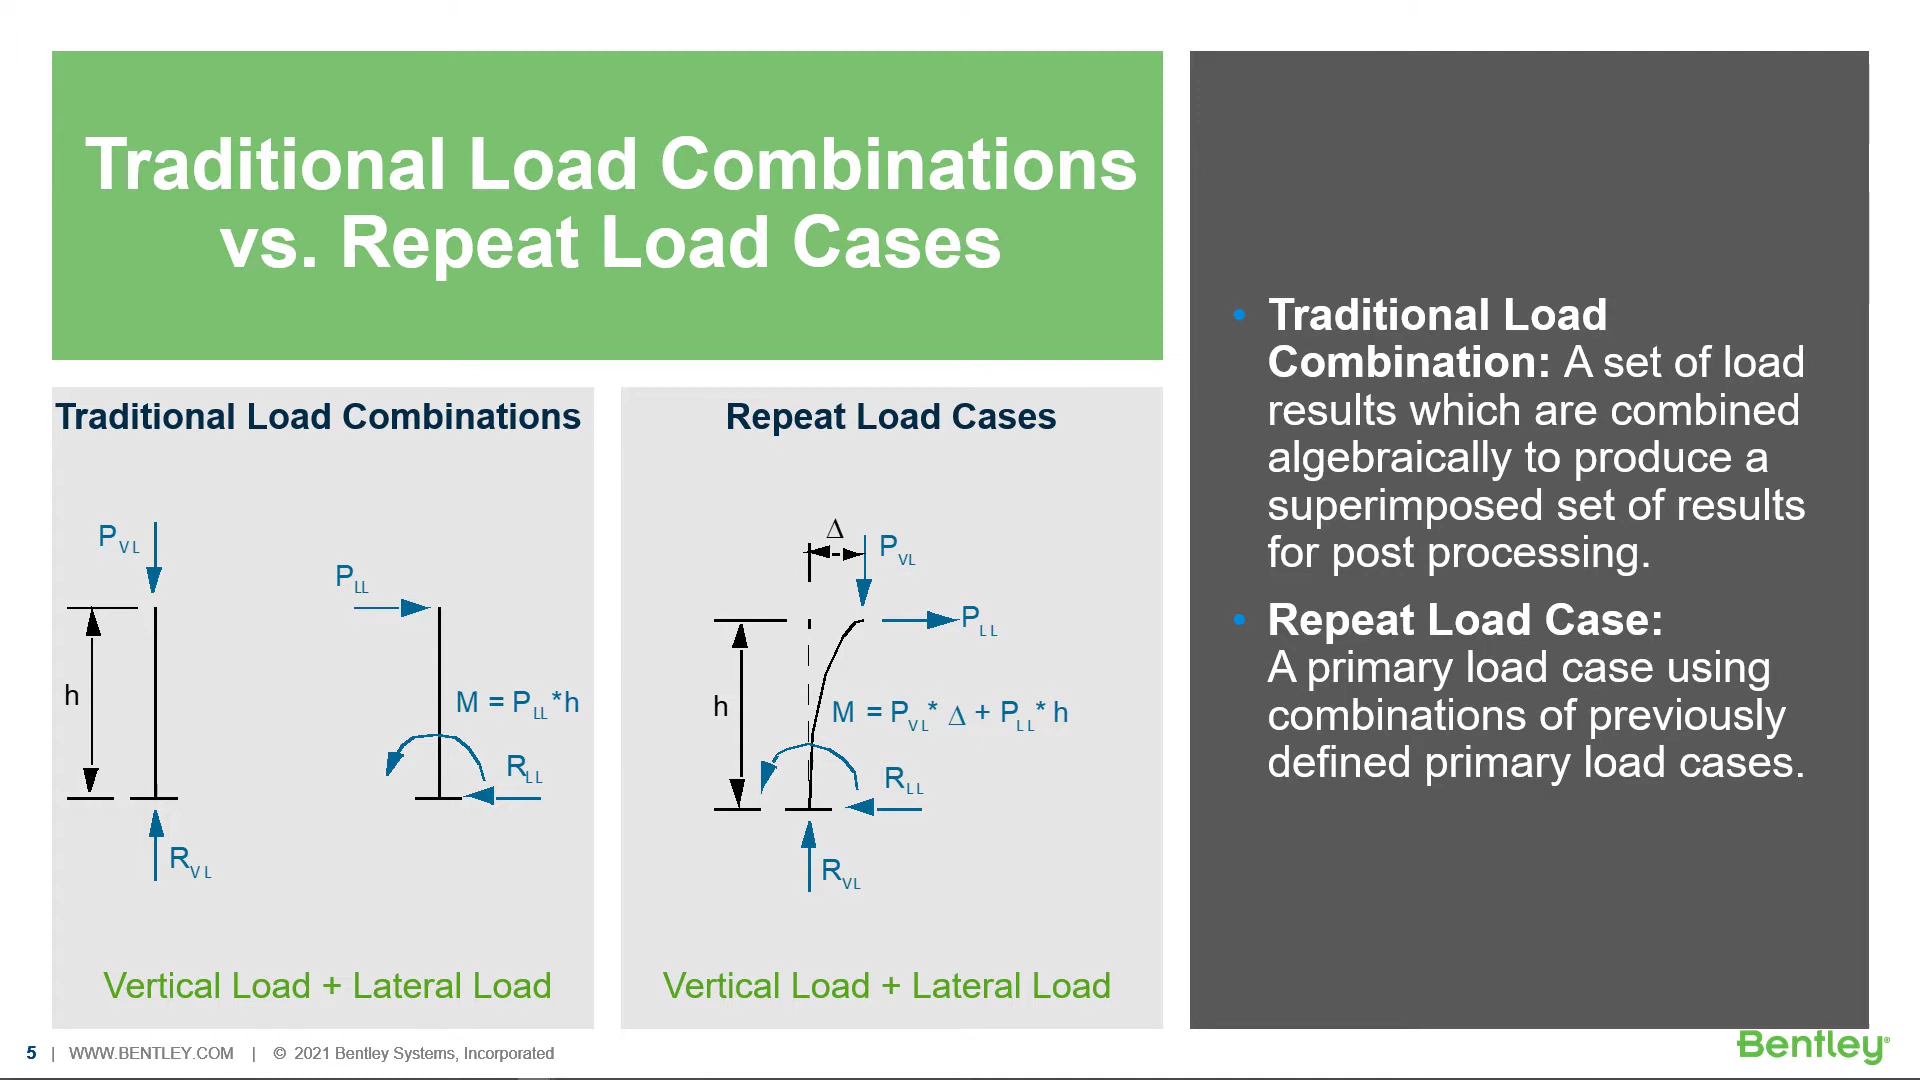 Traditional Load Combinations
vs. Repeat Load Cases
Traditional Load Combinations
P VL
h
R VL
P LL
M = P LL *h
R LL
Vertical Load + Lateral Load
Repeat Load Cases
Δ
P VL
P LL
h
M = P VL * Δ + P LL * h
R LL
R VL
Vertical Load + Lateral Load
• Traditional Load
Combination: A set of load
results which are combined
algebraically to produce a
superimposed set of results
for post processing.
• Repeat Load Case:
A primary load case using
combinations of previously
defined primary load cases.
5 | WWW.BENTLEY.COM | © 2021 Bentley Systems, Incorporated
Bentley®